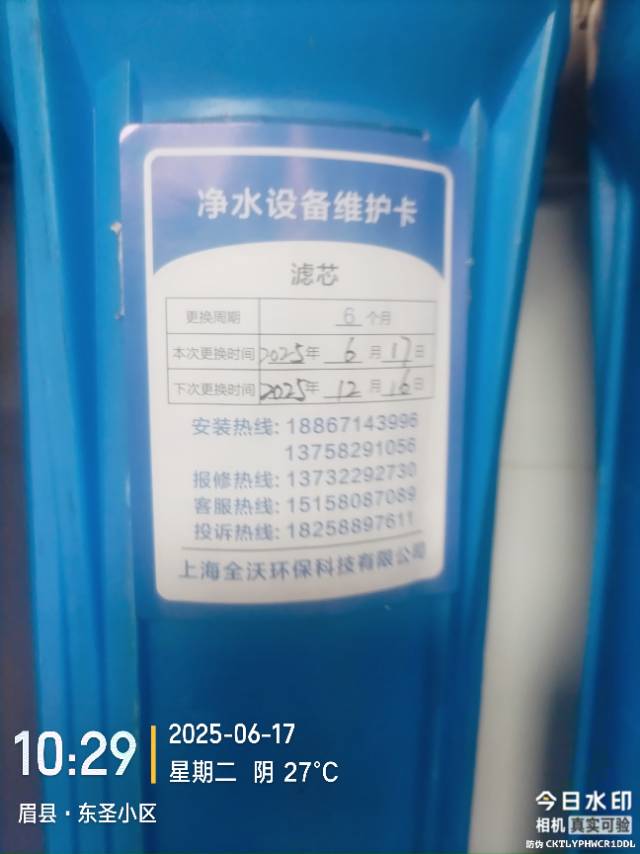 净水设备维护卡
滤芯
更换周期 6 个月
本次更换时间 2025年 6 月 17 日
下次更换时间 2025年 12 月 16 日
安装热线: 18867143996
13758291056
报修热线: 13732292730
客服热线: 15158087089
投诉热线: 18258897611
上海全沃环保科技有限公司
10:29
2025-06-17
星期二 阴 27°C
眉县·东圣小区
今日水印
相机 真实可验
防伪 CKTLYPHWCR1DDL